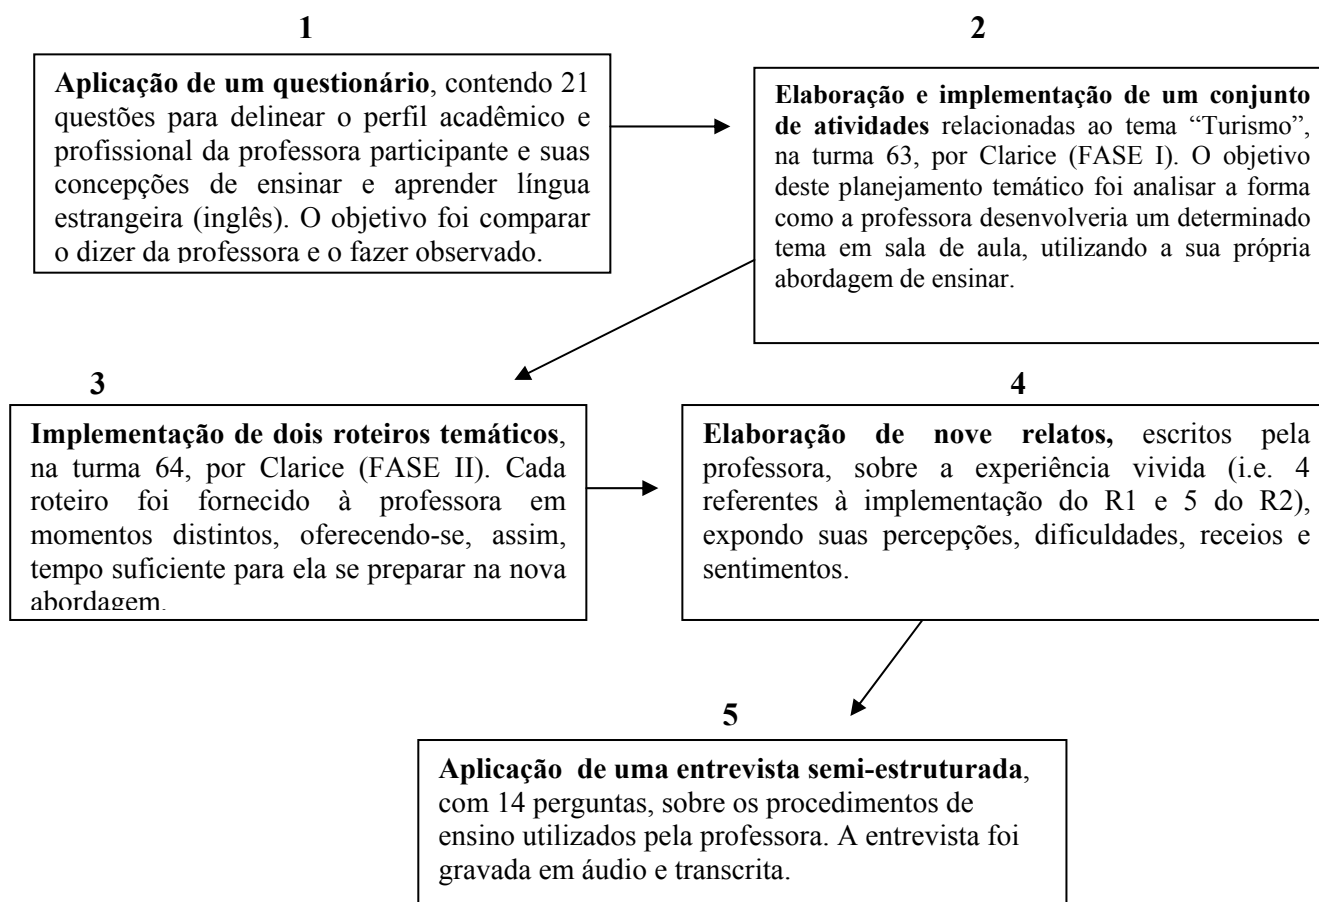 1
Aplicação de um questionário, contendo 21
questões para delinear o perfil acadêmico e
profissional da professora participante e suas
concepções de ensinar e aprender língua
estrangeira (inglês). O objetivo foi comparar
o dizer da professora e o fazer observado.
2
Elaboração e implementação de um conjunto
de atividades relacionadas ao tema “Turismo”,
na turma 63, por Clarice (FASE I). O objetivo
deste planejamento temático foi analisar a forma
como a professora desenvolveria um determinado
tema em sala de aula, utilizando a sua própria
abordagem de ensinar.
3
Implementação de dois roteiros temáticos,
na turma 64, por Clarice (FASE II). Cada
roteiro foi fornecido à professora em
momentos distintos, oferecendo-se, assim,
tempo suficiente para ela se preparar na nova
abordagem.
4
Elaboração de nove relatos, escritos pela
professora, sobre a experiência vivida (i.e. 4
referentes à implementação do R1 e 5 do R2),
expondo suas percepções, dificuldades, receios e
sentimentos.
5
Aplicação de uma entrevista semi-estruturada,
com 14 perguntas, sobre os procedimentos de
ensino utilizados pela professora. A entrevista foi
gravada em áudio e transcrita.